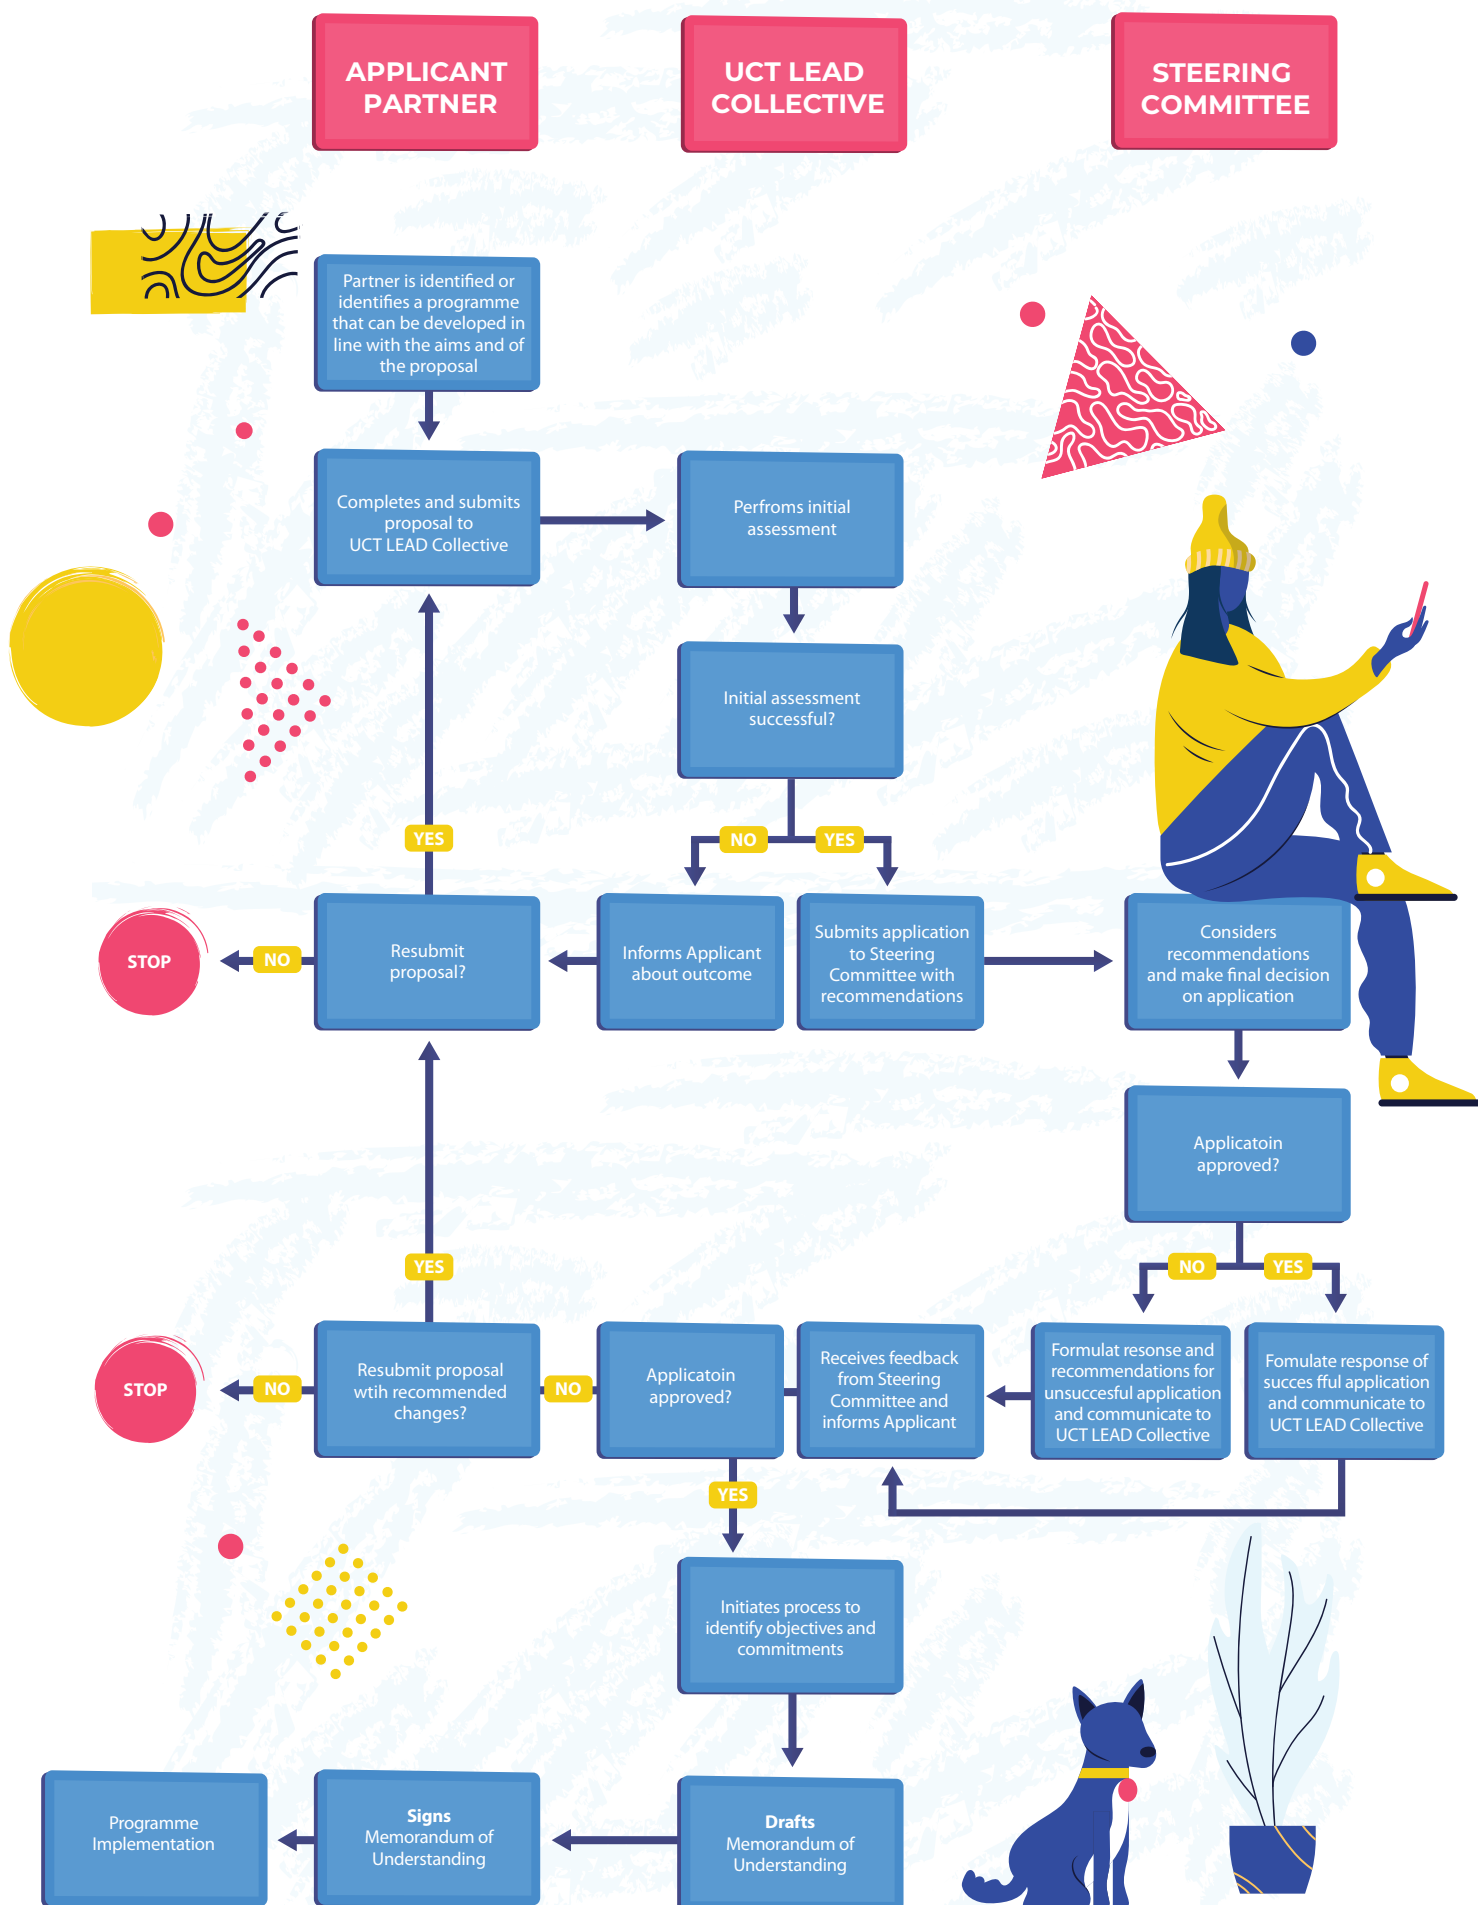 APPLICANT
PARTNER
UCT LEAD
COLLECTIVE
STEERING
COMMITTEE
Partner is identified or
identifies a programme
that can be developed in
line with the aims and of
the proposal
Completes and submits
proposal to
UCT LEAD Collective
Perfroms initial
assessment
Initial assessment
successful?
YES
NO
YES
STOP
NO
Resubmit
proposal?
Informs Applicant
about outcome
Submits application
to Steering
Committee with
recommendations
Considers
recommendations
and make final decision
on application
Applicatoin
approved?
YES
NO
YES
STOP
NO
Resubmit proposal
wtih recommended
changes?
NO
Applicatoin
approved?
Receives feedback
from Steering
Committee and
informs Applicant
Formulat resonse and
recommendations for
unsuccesful application
and communicate to
UCT LEAD Collective
Fomulate response of
succes fful application
and communicate to
UCT LEAD Collective
YES
Initiates process to
identify objectives and
commitments
Programme
Implementation
Signs
Memorandum of
Understanding
Drafts
Memorandum of
Understanding